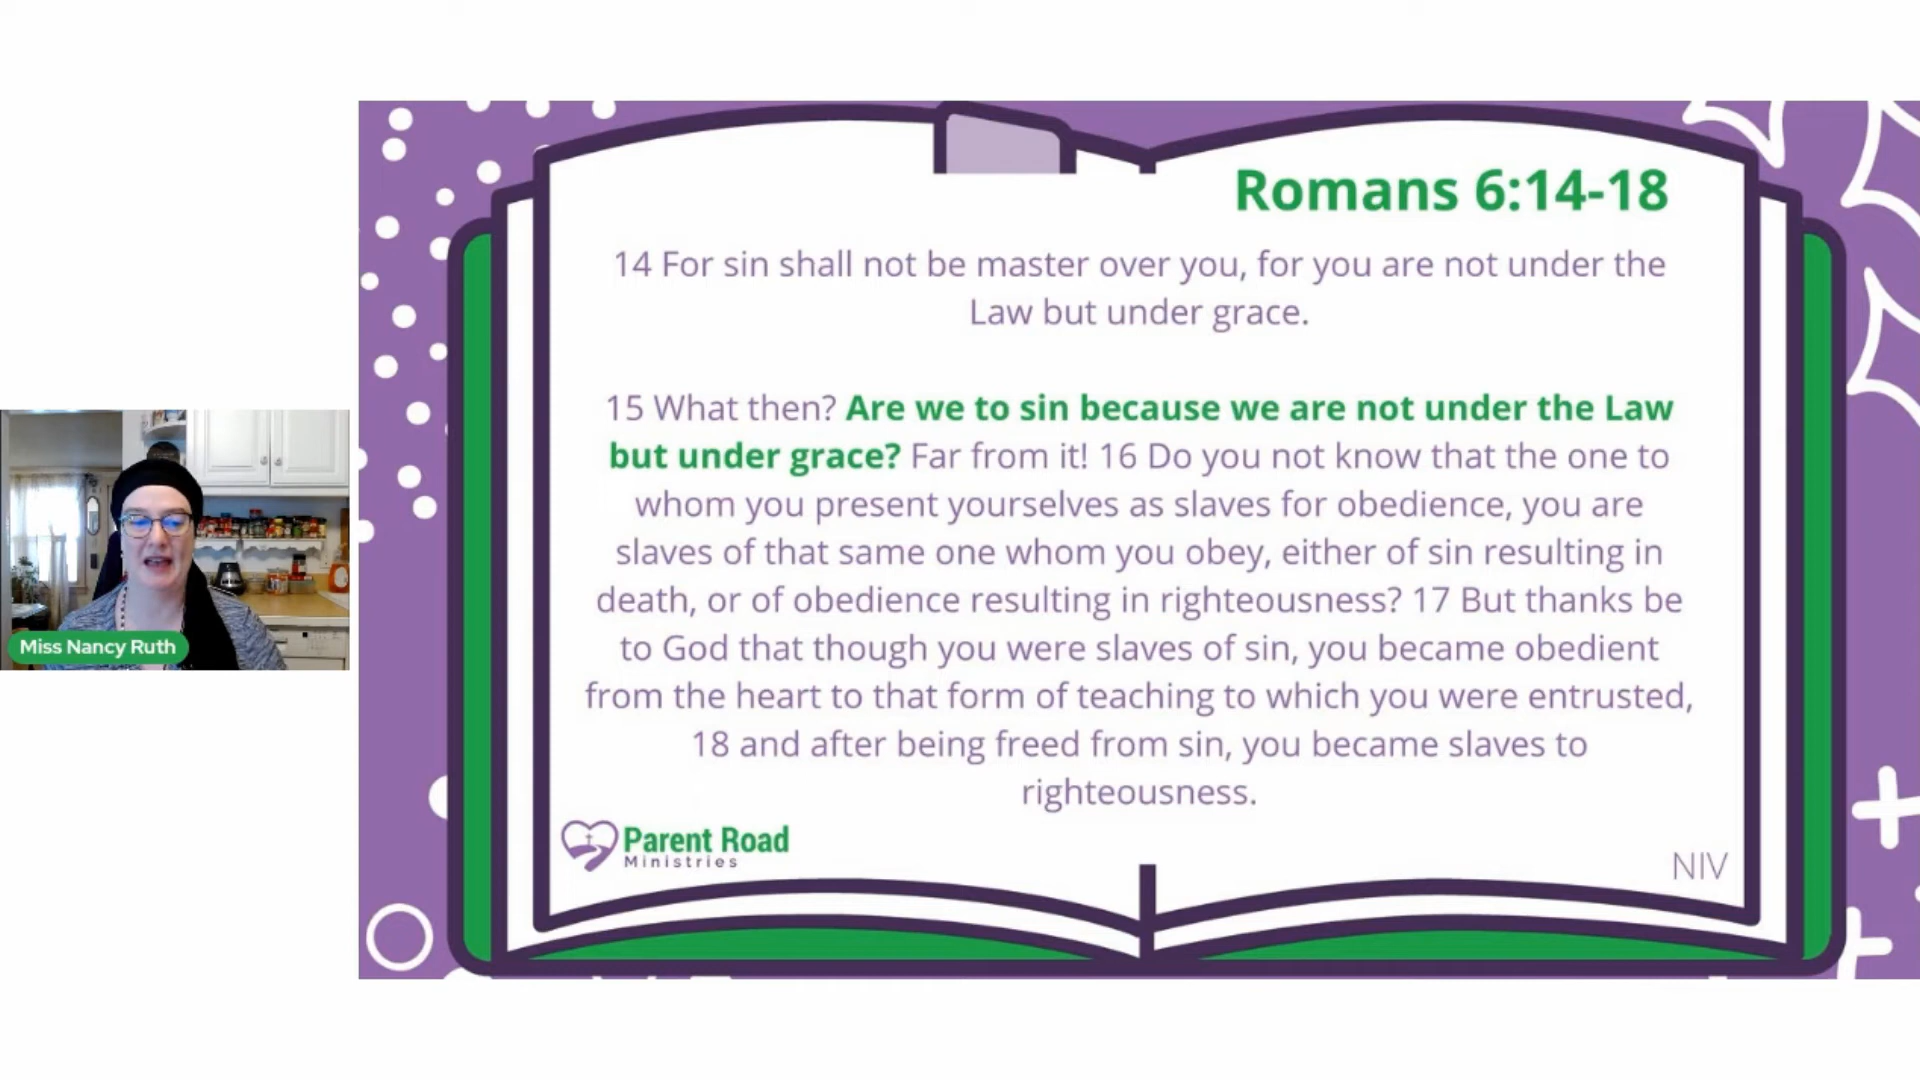 Romans 6:14-18
14 For sin shall not be master over you, for you are not under the
Law but under grace.
15 What then? Are we to sin because we are not under the Law
but under grace? Far from it! 16 Do you not know that the one to
whom you present yourselves as slaves for obedience, you are
slaves of that same one whom you obey, either of sin resulting in
death, or of obedience resulting in righteousness? 17 But thanks be
to God that though you were slaves of sin, you became obedient
from the heart to that form of teaching to which you were entrusted,
18 and after being freed from sin, you became slaves to
righteousness.
Parent Road
Ministries
NIV
Miss Nancy Ruth